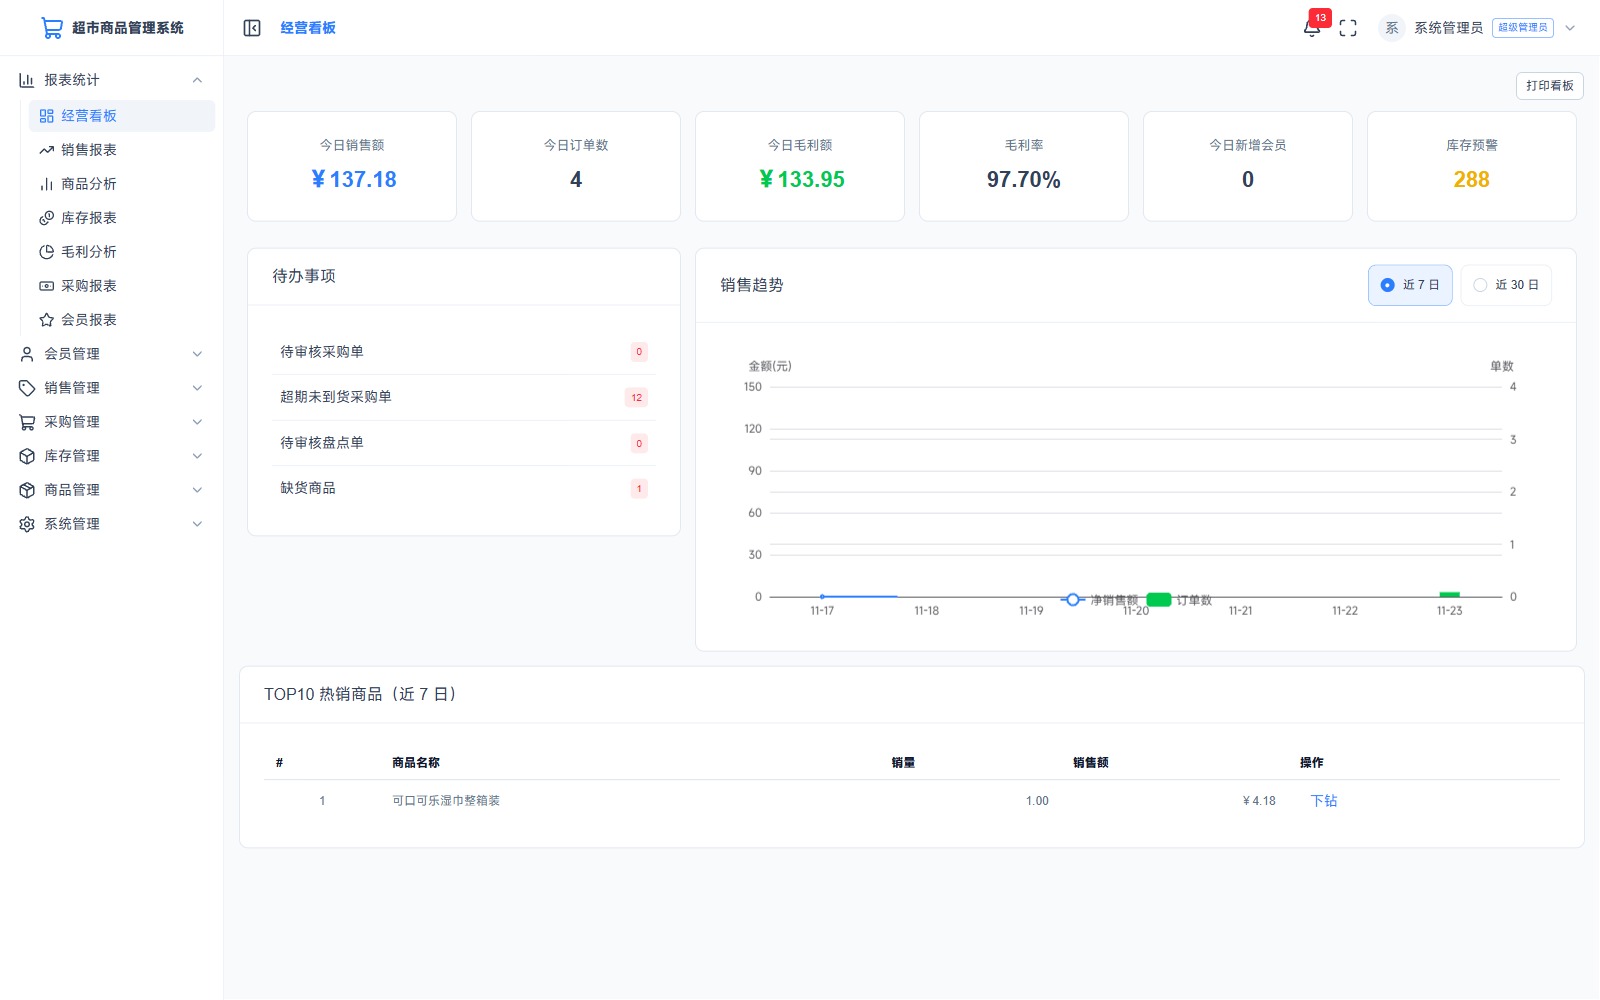 超市商品管理系统
经营看板
13
系
系统管理员
超级管理员
报表统计
经营看板
销售报表
商品分析
库存报表
毛利分析
采购报表
会员报表
会员管理
销售管理
采购管理
库存管理
商品管理
系统管理
打印看板
今日销售额
¥137.18
今日订单数
4
今日毛利额
¥133.95
毛利率
97.70%
今日新增会员
0
库存预警
288
待办事项
待审核采购单 0
超期未到货采购单 12
待审核盘点单 0
缺货商品 1
销售趋势
近 7 日
近 30 日
金额(元) 单数
150 4
120
3
90
2
60
1
30
0 0
净销售额 订单数
11-17 11-18 11-19 11-20 11-21 11-22 11-23
TOP10 热销商品（近 7 日）
# 商品名称 销量 销售额 操作
1 可口可乐湿巾整箱装 1.00 ¥4.18 下钻